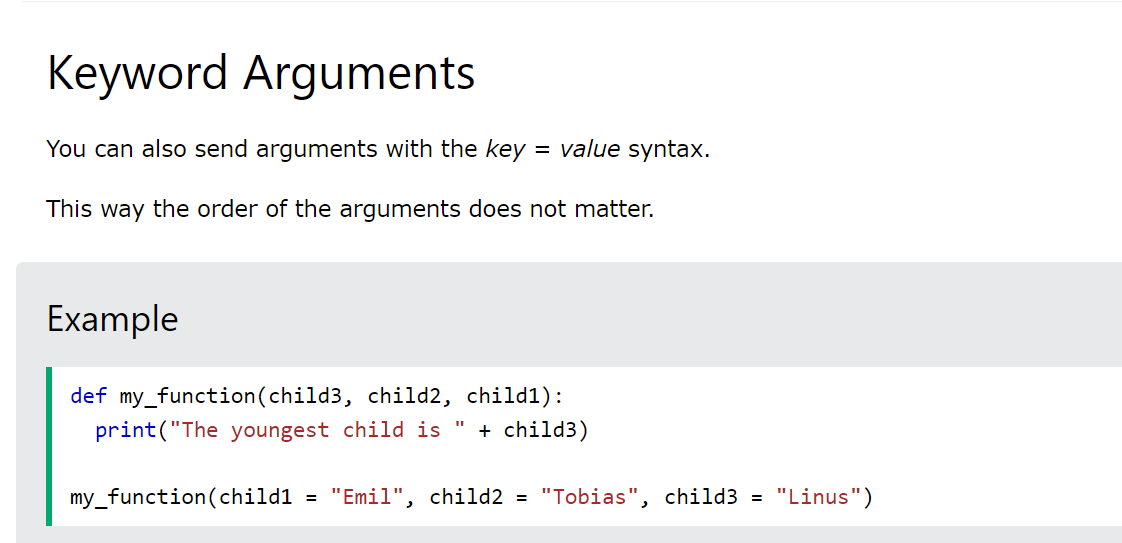 Keyword Arguments
You can also send arguments with the key = value syntax.
This way the order of the arguments does not matter.
Example
def my_function(child3, child2, child1):
  print("The youngest child is " + child3)
my_function(child1 = "Emil", child2 = "Tobias", child3 = "Linus")